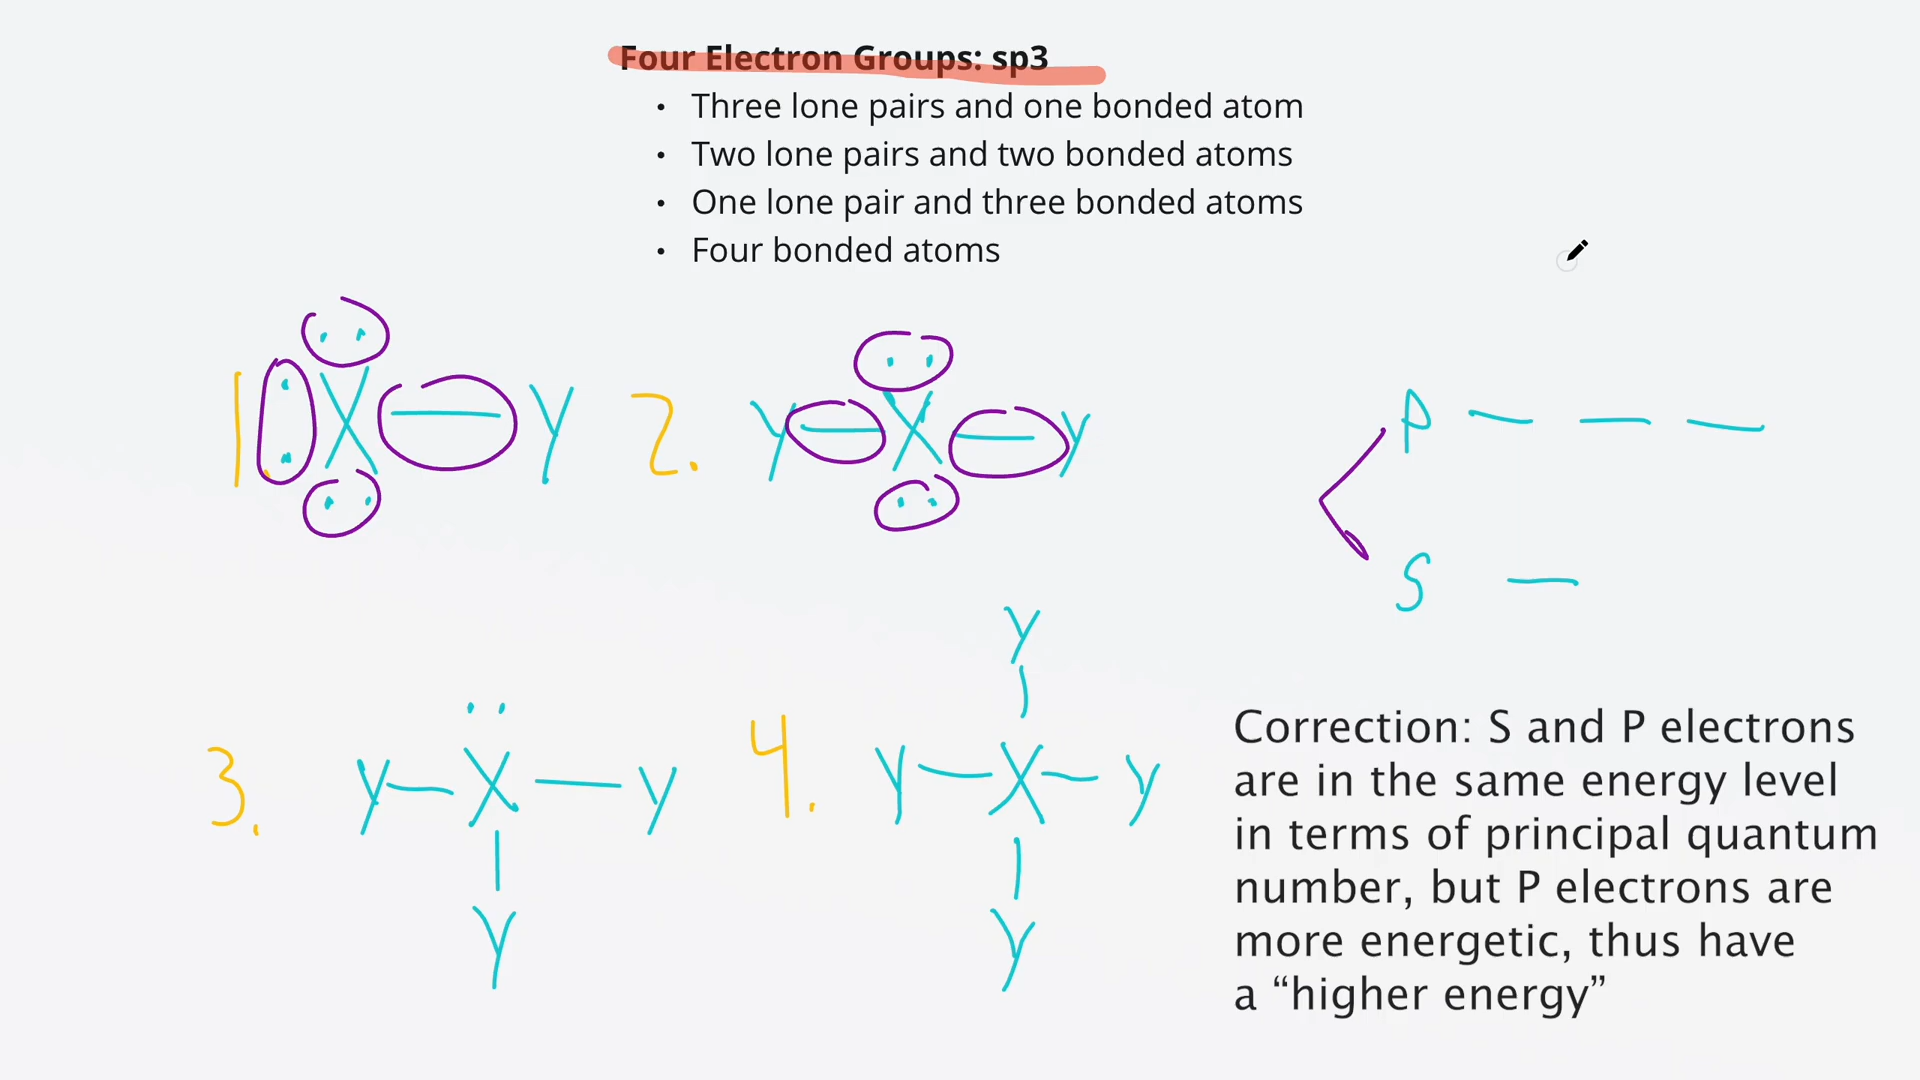 Four Electron Groups: sp3
• Three lone pairs and one bonded atom
• Two lone pairs and two bonded atoms
• One lone pair and three bonded atoms
• Four bonded atoms
1. X Y
2. Y X Y
P
S
3. Y X Y
Y
Y
4. Y X Y
Y
Correction: S and P electrons
are in the same energy level
in terms of principal quantum
number, but P electrons are
more energetic, thus have
a “higher energy”